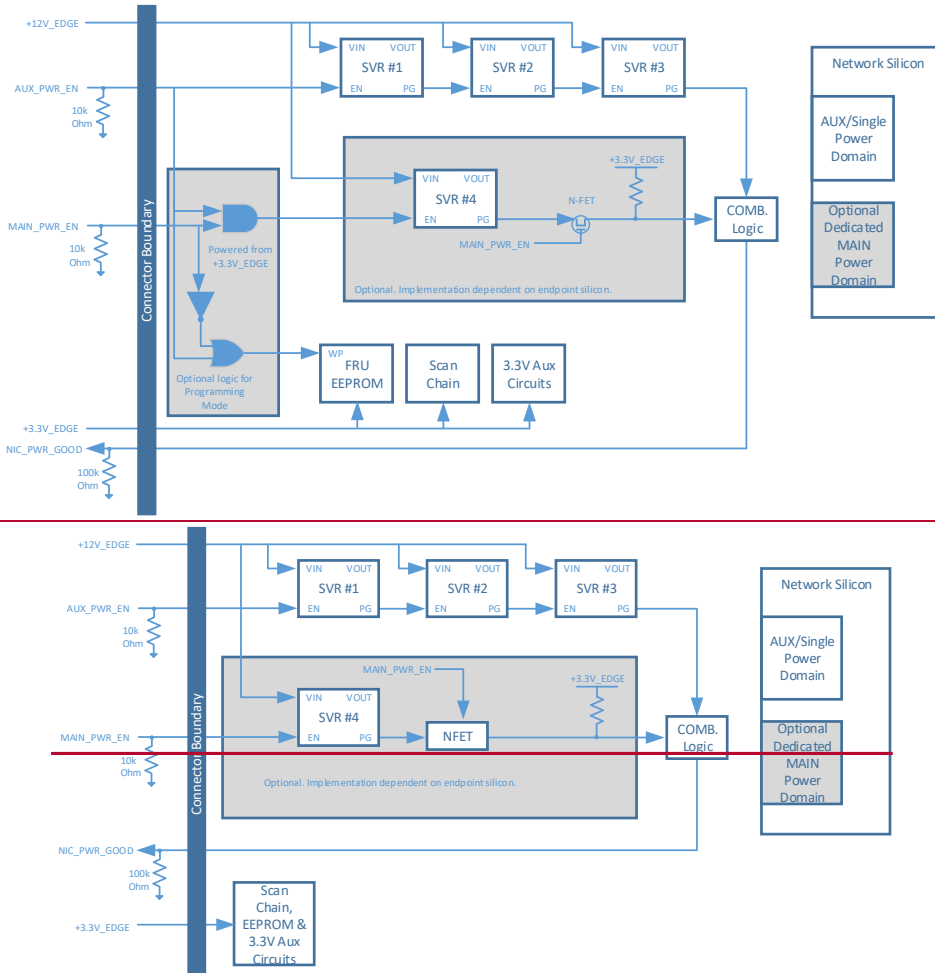 +12V_EDGE
VIN VOUT
SVR #1
EN PG
VIN VOUT
SVR #2
EN PG
VIN VOUT
SVR #3
EN PG
Network Silicon
AUX_PWR_EN
10k
Ohm
AUX/Single
Power
Domain
+3.3V_EDGE
VIN VOUT
SVR #4
EN PG
N-FET
MAIN_PWR_EN
Optional. Implementation dependent on endpoint silicon.
COMB.
Logic
Optional
Dedicated
MAIN
Power
Domain
MAIN_PWR_EN
10k
Ohm
Connector Boundary
Powered from
+3.3V_EDGE
Optional logic for
Programming
Mode
WP
FRU
EEPROM
Scan
Chain
3.3V Aux
Circuits
+3.3V_EDGE
NIC_PWR_GOOD
100k
Ohm
+12V_EDGE
VIN VOUT
SVR #1
EN PG
VIN VOUT
SVR #2
EN PG
VIN VOUT
SVR #3
EN PG
Network Silicon
AUX_PWR_EN
10k
Ohm
AUX/Single
Power
Domain
MAIN_PWR_EN
+3.3V_EDGE
VIN VOUT
SVR #4
EN PG
NFET
COMB.
Logic
Optional
Dedicated
MAIN
Power
Domain
MAIN_PWR_EN
10k
Ohm
Connector Boundary
Optional. Implementation dependent on endpoint silicon.
NIC_PWR_GOOD
100k
Ohm
+3.3V_EDGE
Scan
Chain,
EEPROM &
3.3V Aux
Circuits